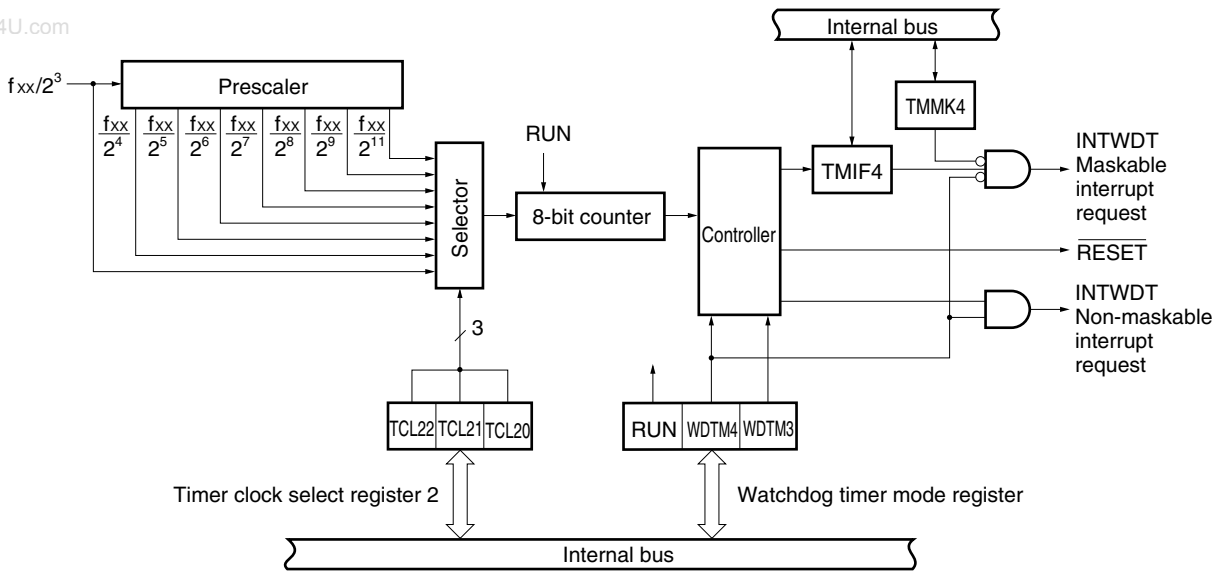 4U.com
Internal bus
fxx/2³
Prescaler
TMMK4
fxx/2⁴ fxx/2⁵ fxx/2⁶ fxx/2⁷ fxx/2⁸ fxx/2⁹ fxx/2¹¹
RUN
INTWDT
Maskable
interrupt
request
TMIF4
Selector
8-bit counter
Controller
RESET
INTWDT
Non-maskable
interrupt
request
3
TCL22 TCL21 TCL20
RUN WDTM4 WDTM3
Timer clock select register 2
Watchdog timer mode register
Internal bus